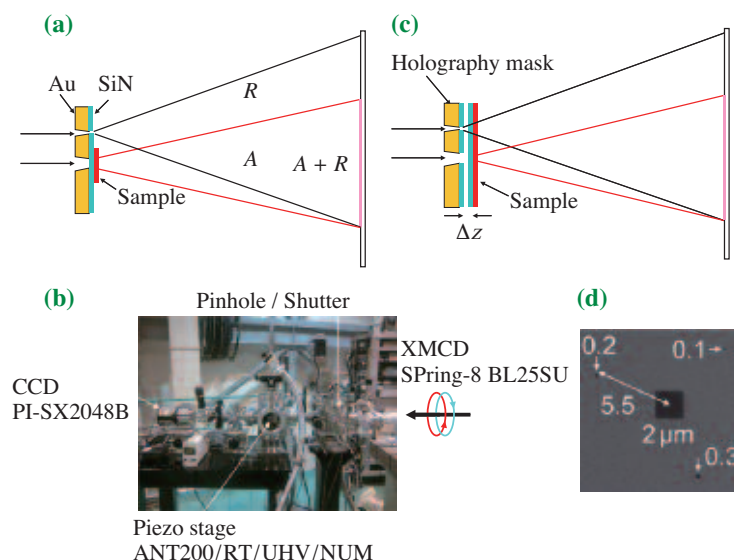 (a)
Au
SiN
R
A
A + R
Sample
(c)
Holography mask
Sample
Δz
(b)
Pinhole / Shutter
CCD
PI-SX2048B
XMCD
SPring-8 BL25SU
Piezo stage
ANT200/RT/UHV/NUM
(d)
0.2
0.1
5.5
2 μm
0.3